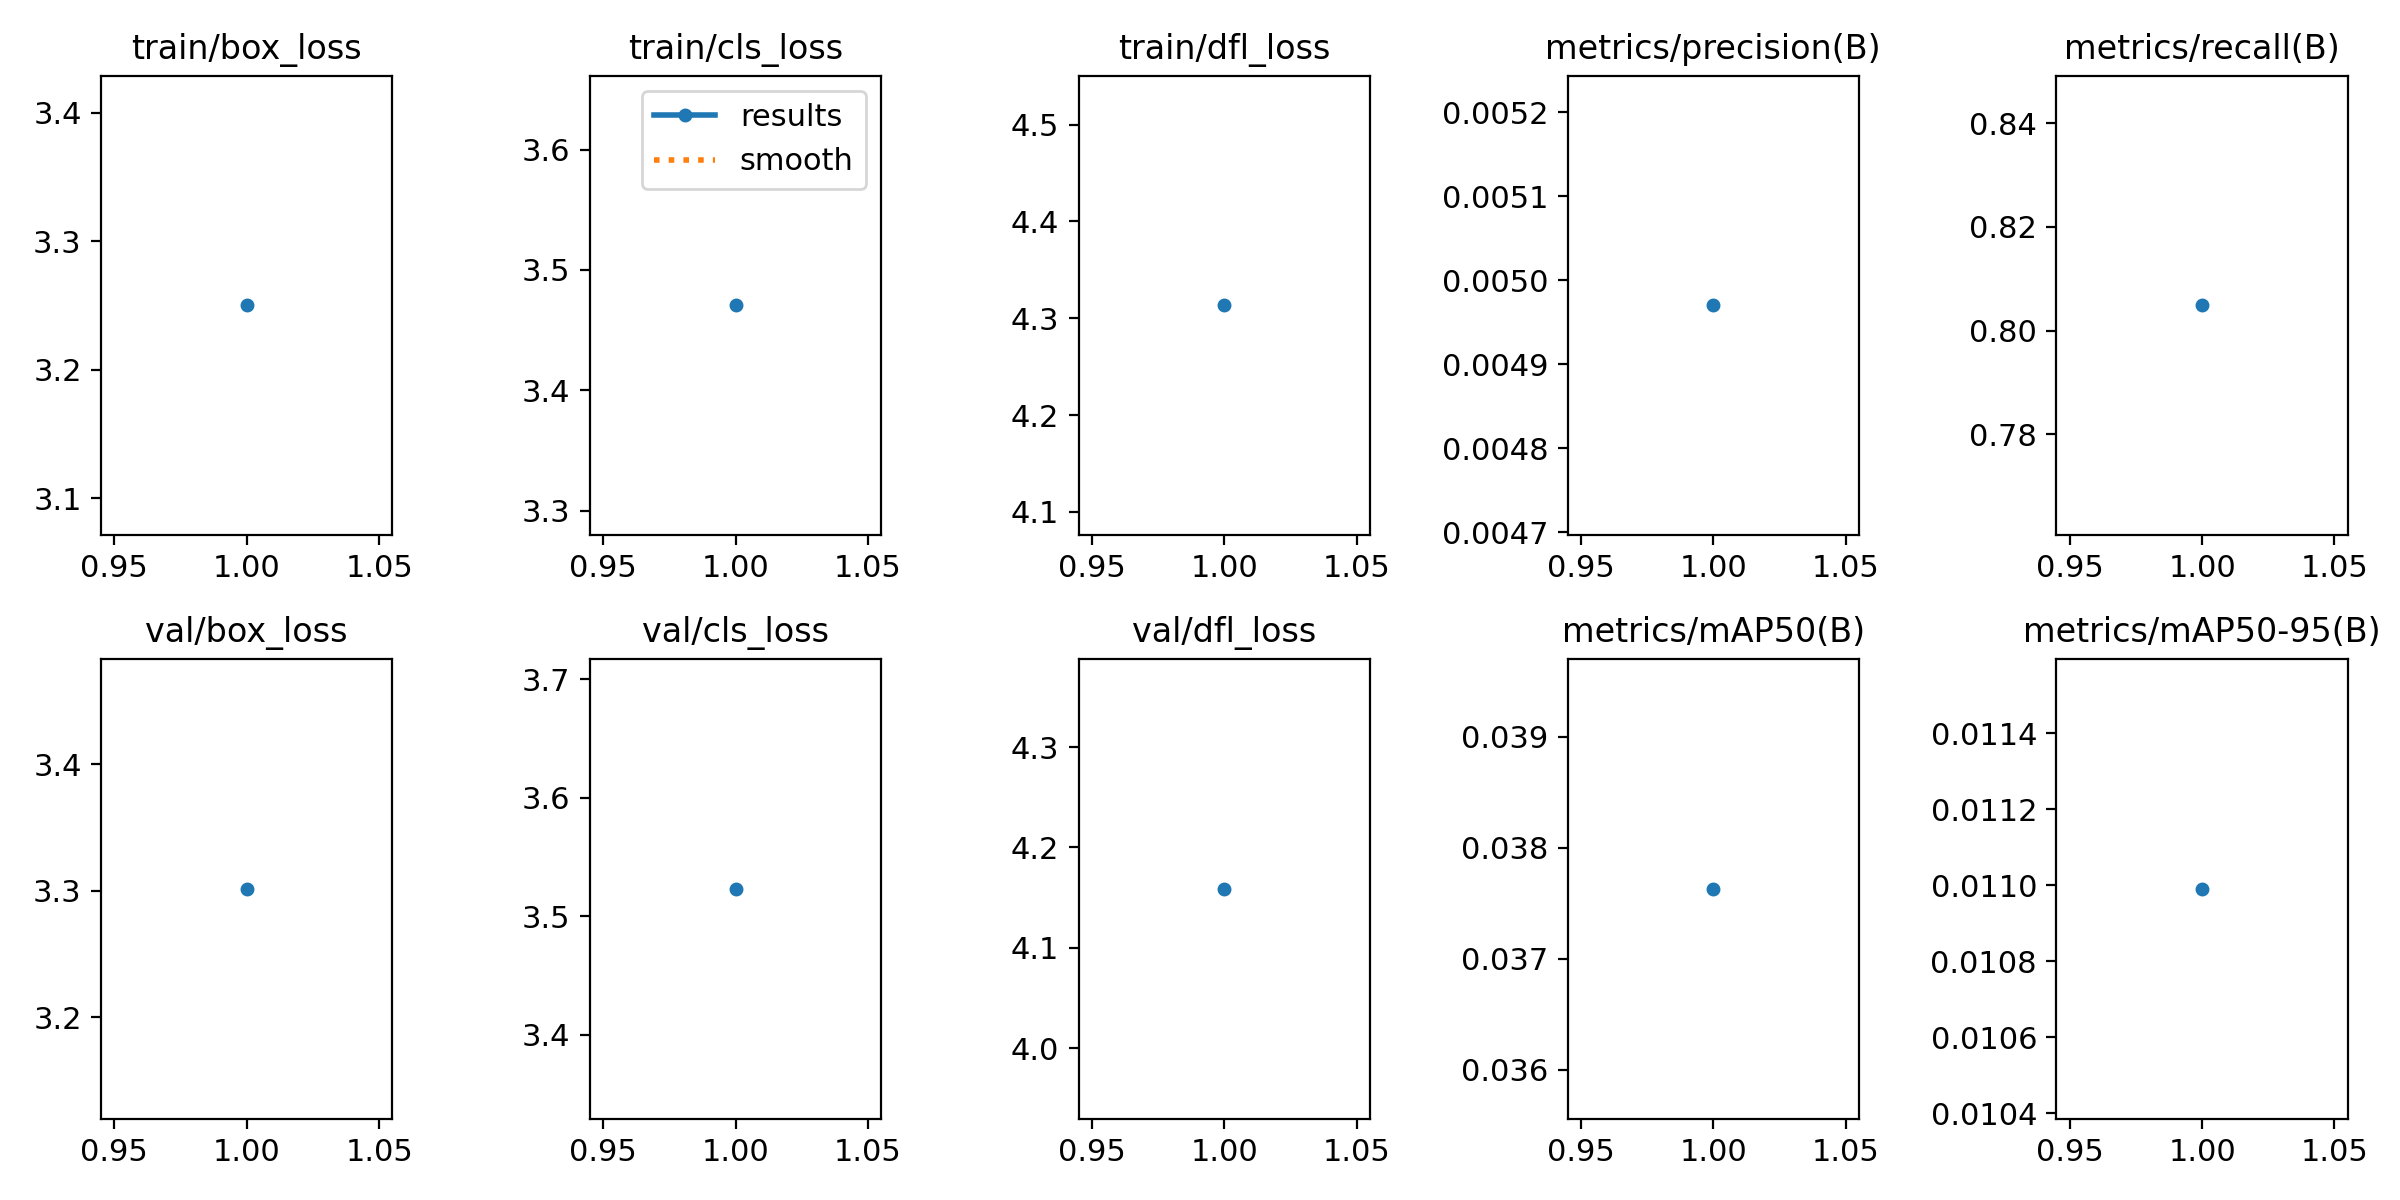 train/box_loss
3.4
3.3
3.2
3.1
0.95 1.00 1.05
train/cls_loss
results
smooth
3.6
3.5
3.4
3.3
0.95 1.00 1.05
train/dfl_loss
4.5
4.4
4.3
4.2
4.1
0.95 1.00 1.05
metrics/precision(B)
0.0052
0.0051
0.0050
0.0049
0.0048
0.0047
0.95 1.00 1.05
metrics/recall(B)
0.84
0.82
0.80
0.78
0.95 1.00 1.05
val/box_loss
3.4
3.3
3.2
0.95 1.00 1.05
val/cls_loss
3.7
3.6
3.5
3.4
0.95 1.00 1.05
val/dfl_loss
4.3
4.2
4.1
4.0
0.95 1.00 1.05
metrics/mAP50(B)
0.039
0.038
0.037
0.036
0.95 1.00 1.05
metrics/mAP50-95(B)
0.0114
0.0112
0.0110
0.0108
0.0106
0.0104
0.95 1.00 1.05